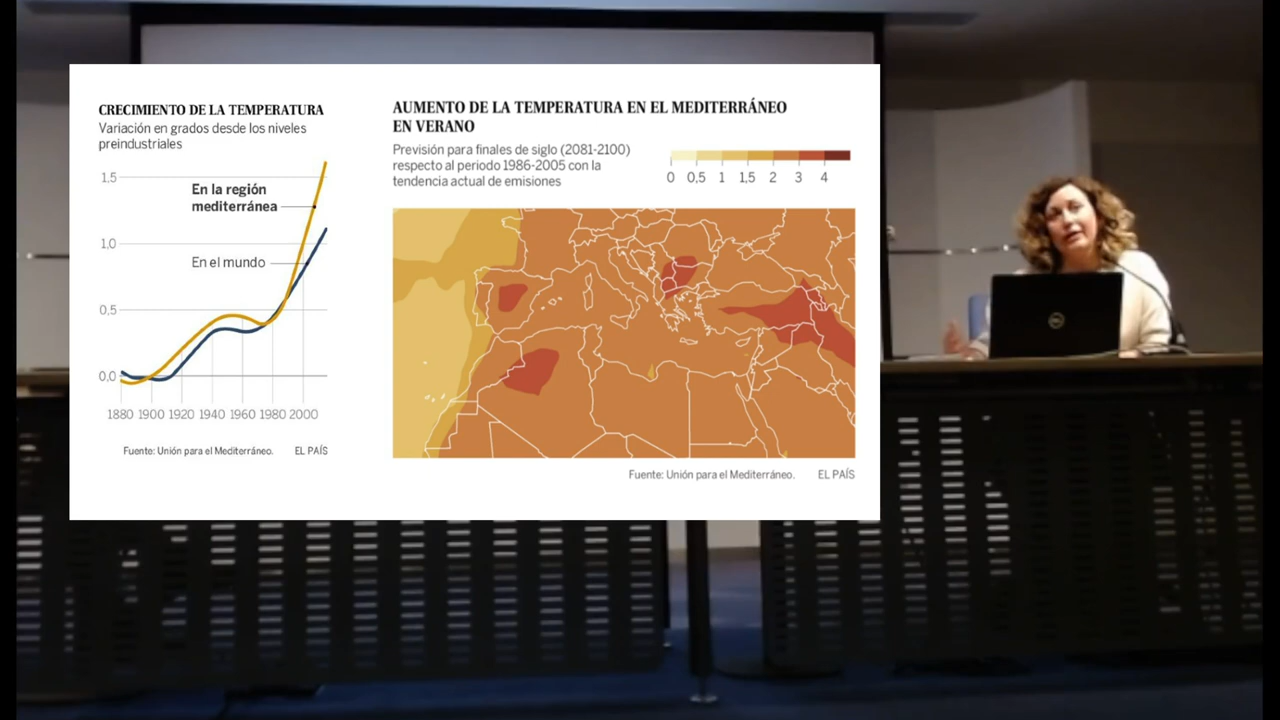 CRECIMIENTO DE LA TEMPERATURA
Variación en grados desde los niveles
preindustriales
1.5
En la región
mediterránea
1.0
En el mundo
0.5
0.0
1880 1900 1920 1940 1960 1980 2000
Fuente: Unión para el Mediterráneo. EL PAÍS
AUMENTO DE LA TEMPERATURA EN EL MEDITERRÁNEO
EN VERANO
Previsión para finales de siglo (2081-2100)
respecto al periodo 1986-2005 con la
tendencia actual de emisiones
0 0,5 1 1,5 2 3 4
Fuente: Unión para el Mediterráneo. EL PAÍS
DELL